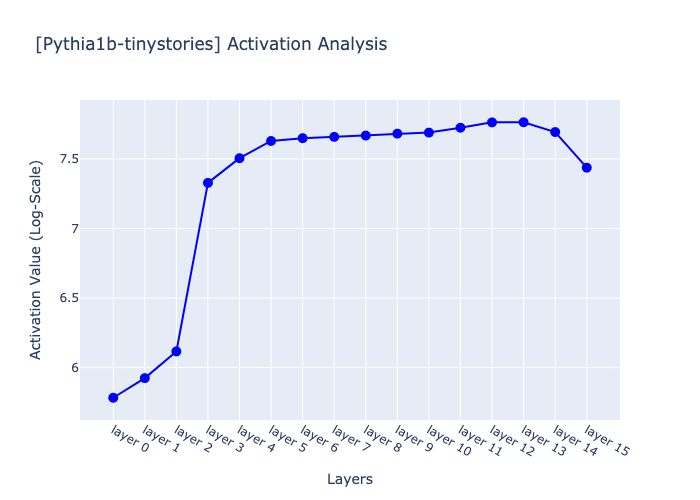 [Pythia1b-tinystories] Activation Analysis
Activation Value (Log-Scale)
7.5
7
6.5
6
layer 0
layer 1
layer 2
layer 3
layer 4
layer 5
layer 6
layer 7
layer 8
layer 9
layer 10
layer 11
layer 12
layer 13
layer 14
layer 15
Layers